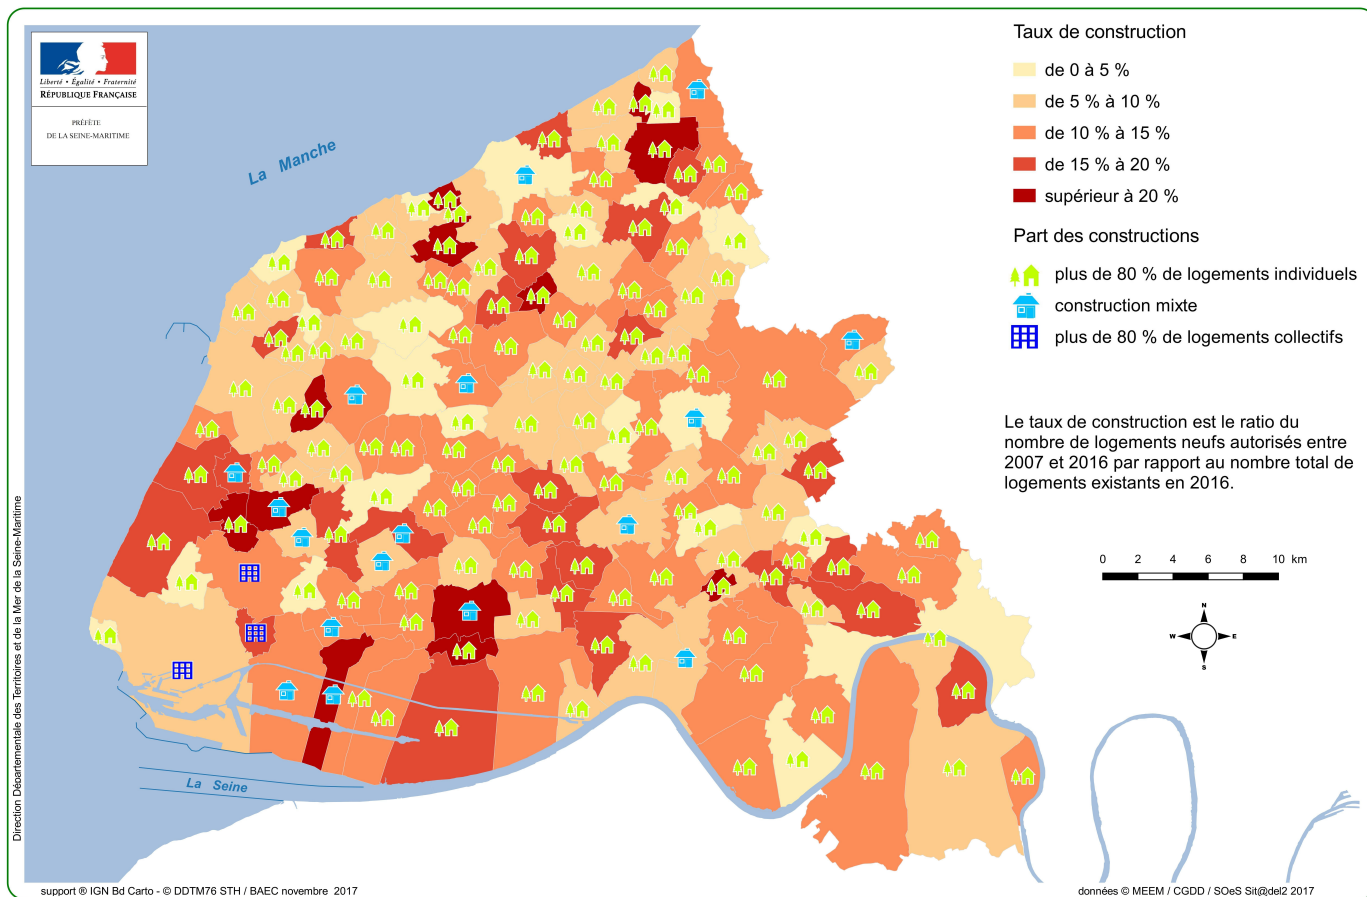 Liberté • Égalité • Fraternité
RÉPUBLIQUE FRANÇAISE
PRÉFÈTE
DE LA SEINE-MARITIME
La Manche
La Seine
Taux de construction
de 0 à 5 %
de 5 % à 10 %
de 10 % à 15 %
de 15 % à 20 %
supérieur à 20 %
Part des constructions
plus de 80 % de logements individuels
construction mixte
plus de 80 % de logements collectifs
Le taux de construction est le ratio du
nombre de logements neufs autorisés entre
2007 et 2016 par rapport au nombre total de
logements existants en 2016.
0 2 4 6 8 10 km
N
W E
S
Direction Départementale des Territoires et de la Mer de la Seine-Maritime
support ® IGN Bd Carto - © DDTM76 STH / BAEC novembre 2017
données © MEEM / CGDD / SOeS Sit@del2 2017